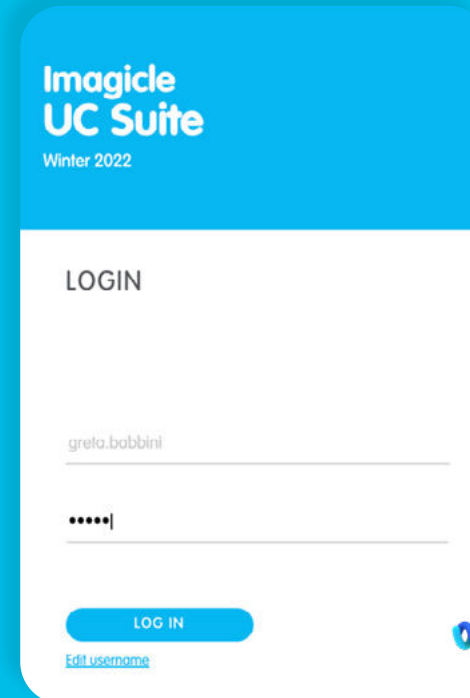 Imagicle
UC Suite
Winter 2022
LOGIN
greta.babbini
•••••
LOG IN
Edit username